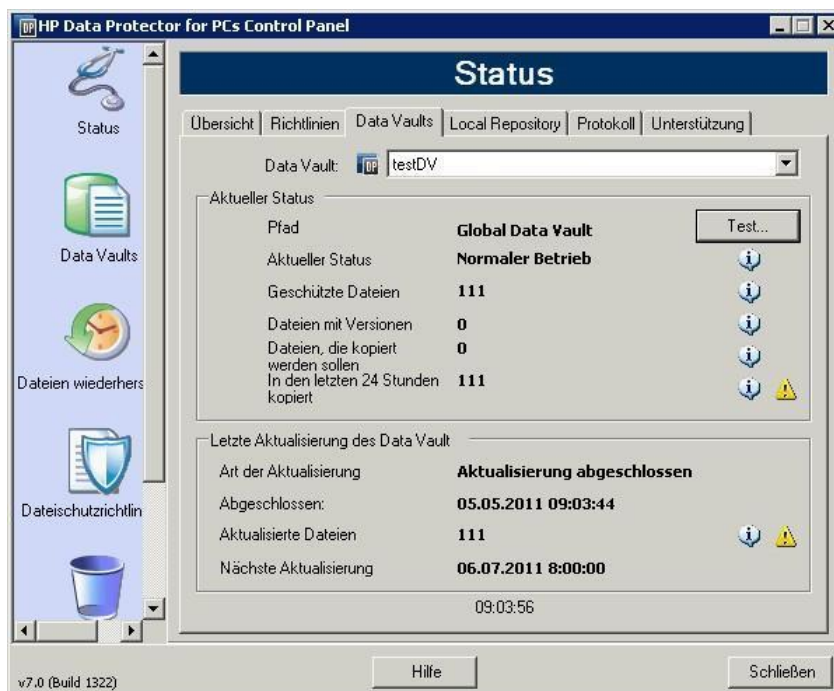 HP Data Protector for PCs Control Panel
Status
Data Vaults
Dateien wiederhers
Dateischutzrichtlin
Status
Übersicht
Richtlinien
Data Vaults
Local Repository
Protokoll
Unterstützung
Data Vault:
testDV
Aktueller Status
Pfad
Global Data Vault
Test...
Aktueller Status
Normaler Betrieb
Geschützte Dateien
111
Dateien mit Versionen
0
Dateien, die kopiert
werden sollen
0
In den letzten 24 Stunden
kopiert
111
Letzte Aktualisierung des Data Vault
Art der Aktualisierung
Aktualisierung abgeschlossen
Abgeschlossen:
05.05.2011 09:03:44
Aktualisierte Dateien
111
Nächste Aktualisierung
06.07.2011 8:00:00
09:03:56
v7.0 (Build 1322)
Hilfe
Schließen